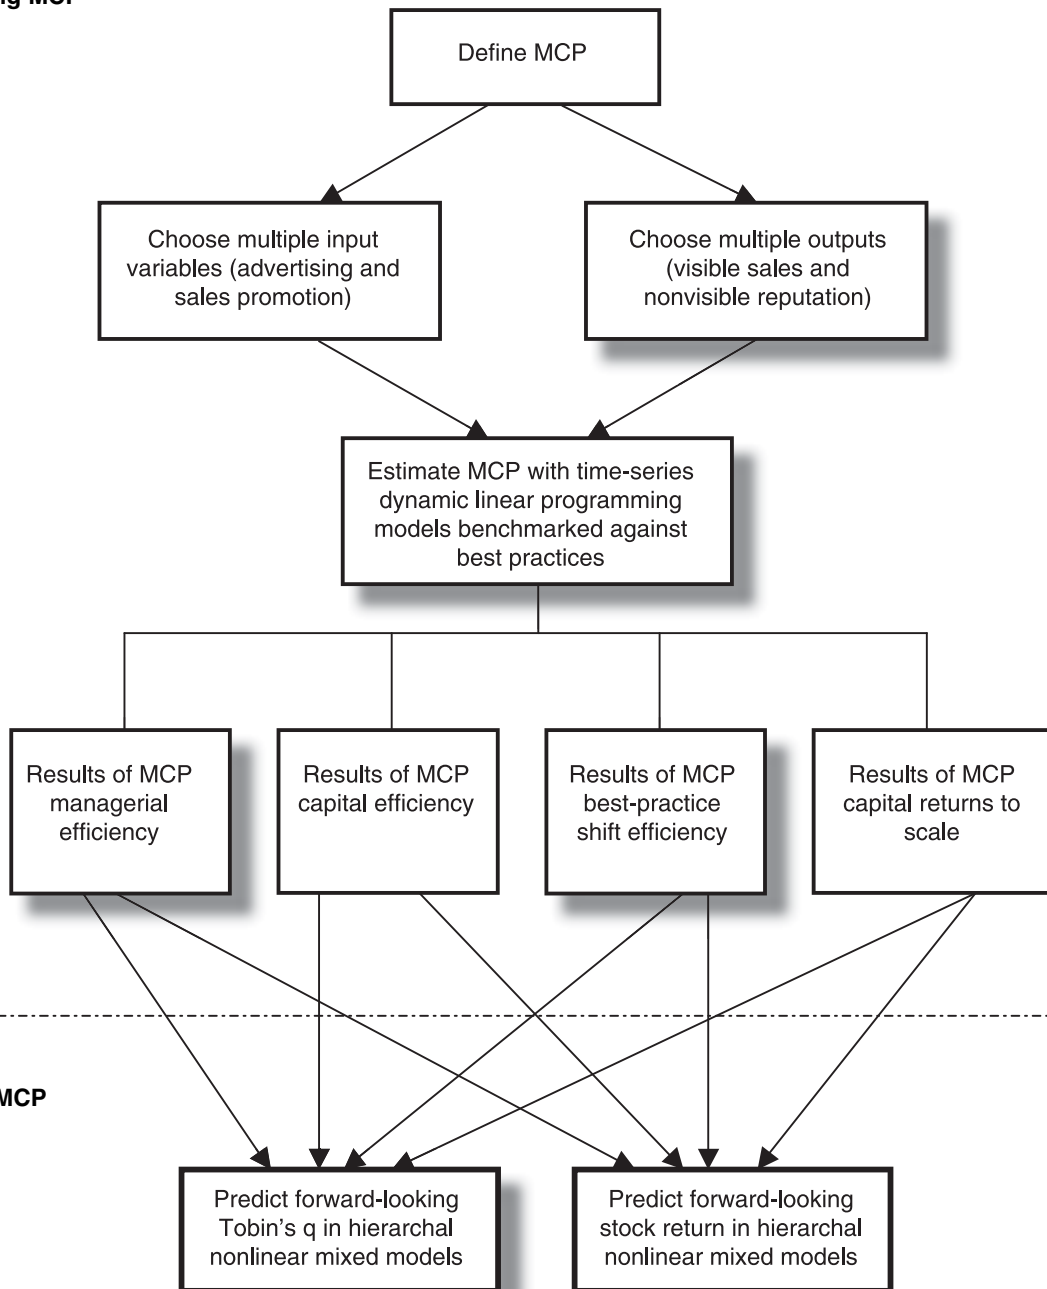 MCP
Define MCP
Choose multiple input
variables (advertising and
sales promotion)
Choose multiple outputs
(visible sales and
nonvisible reputation)
Estimate MCP with time-series
dynamic linear programming
models benchmarked against
best practices
Results of MCP
managerial
efficiency
Results of MCP
capital efficiency
Results of MCP
best-practice
shift efficiency
Results of MCP
capital returns to
scale
MCP
Predict forward-looking
Tobin's q in hierarchal
nonlinear mixed models
Predict forward-looking
stock return in hierarchal
nonlinear mixed models